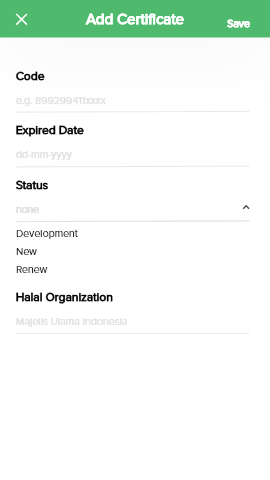 Add Certificate
Save
Code
e.g. 899299411xxxx
Expired Date
dd-mm-yyyy
Status
none
Development
New
Renew
Halal Organization
Majelis Ulama Indonesia